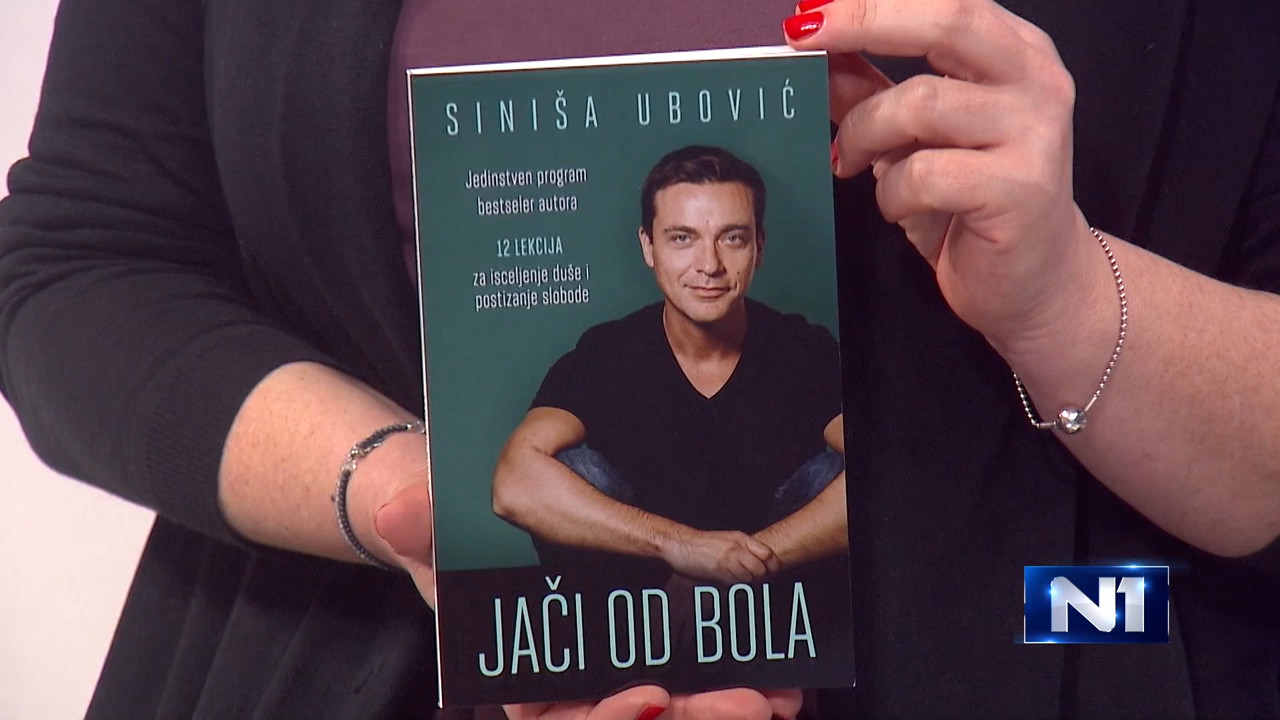 SINIŠA UBOVIĆ
Jedinstven program
bestseler autora
12 LEKCIJA
za isceljenje duše i
postizanje slobode
JAČI OD BOLA
N1